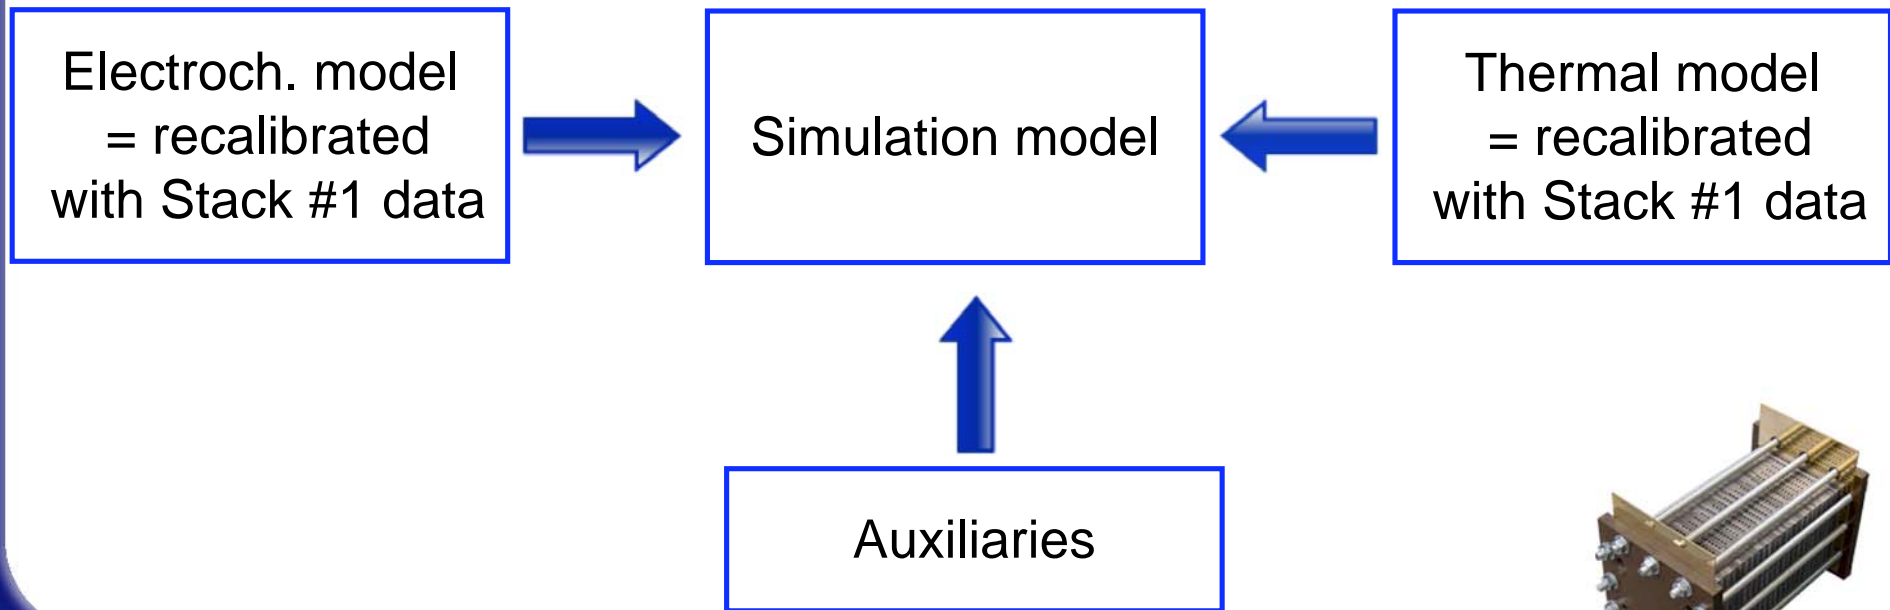 Electroch. model
= recalibrated
with Stack #1 data
Simulation model
Thermal model
= recalibrated
with Stack #1 data
Auxiliaries